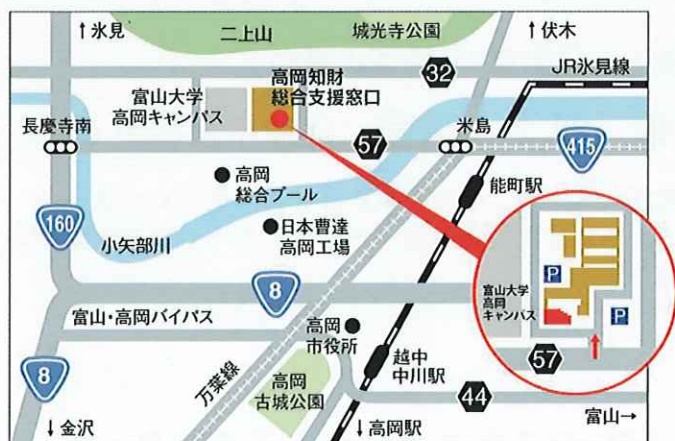 ↑氷見
二上山
城光寺公園
↑伏木
32
JR氷見線
高岡知財
総合支援窓口
富山大学
高岡キャンパス
長慶寺南
57
米島
415
高岡
総合プール
能町駅
160
小矢部川
日本曹達
高岡工場
8
P
富山大学
高岡
キャンパス
P
富山・高岡バイパス
高岡
市役所
57
8
万葉線
高岡
古城公園
越中
中川駅
44
↓金沢
↓高岡駅
富山→